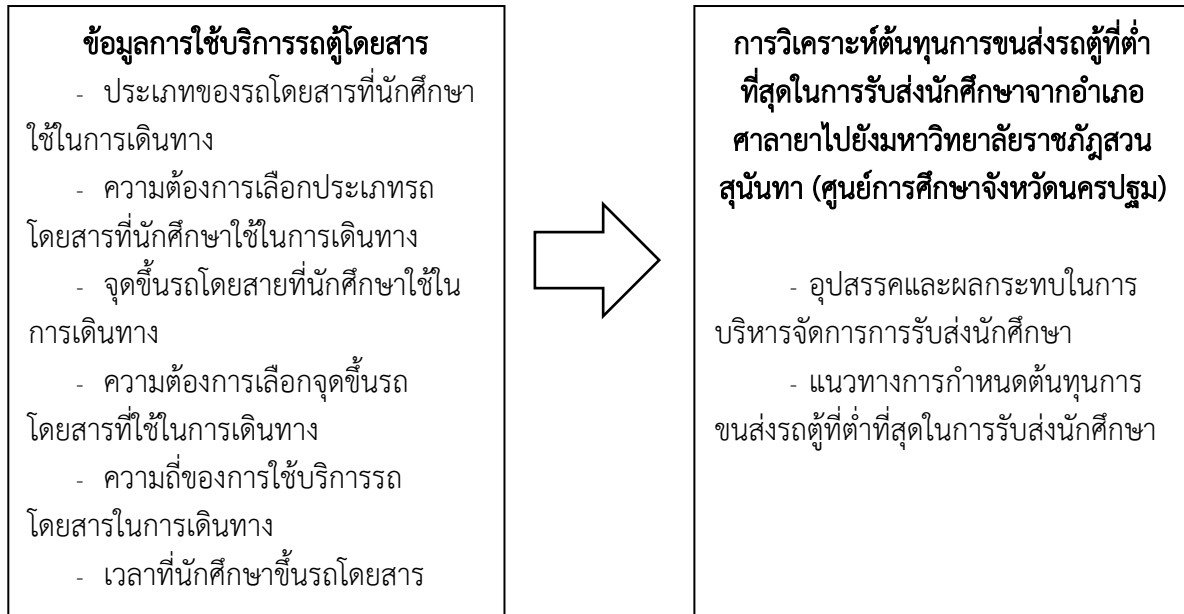 ข้อมูลการใช้บริการรถตู้โดยสาร
- ประเภทของรถโดยสารที่นักศึกษา
ใช้ในการเดินทาง
- ความต้องการเลือกประเภทรถ
โดยสารที่นักศึกษาใช้ในการเดินทาง
- จุดขึ้นรถโดยสายที่นักศึกษาใช้ใน
การเดินทาง
- ความต้องการเลือกจุดขึ้นรถ
โดยสารที่ใช้ในการเดินทาง
- ความถี่ของการใช้บริการรถ
โดยสารในการเดินทาง
- เวลาที่นักศึกษาขึ้นรถโดยสาร
การวิเคราะห์ต้นทุนการขนส่งรถตู้ที่ต่ำ
ที่สุดในการรับส่งนักศึกษาจากอำเภอ
ศาลายาไปยังมหาวิทยาลัยราชภัฏสวน
สุนันทา (ศูนย์การศึกษาจังหวัดนครปฐม)
- อุปสรรคและผลกระทบในการ
บริหารจัดการการรับส่งนักศึกษา
- แนวทางการกำหนดต้นทุนการ
ขนส่งรถตู้ที่ต่ำที่สุดในการรับส่งนักศึกษา